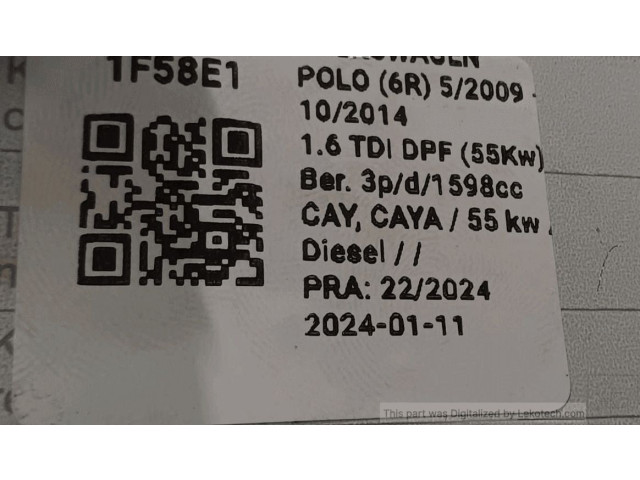 1F58E1
VOLKSWAGEN
POLO (6R) 5/2009 -
10/2014
1.6 TDI DPF (55Kw)
Ber. 3p/d/1598cc
CAY, CAYA / 55 kw /
Diesel / /
PRA: 22/2024
2024-01-11
This part was Digitalized by Lekotech.com